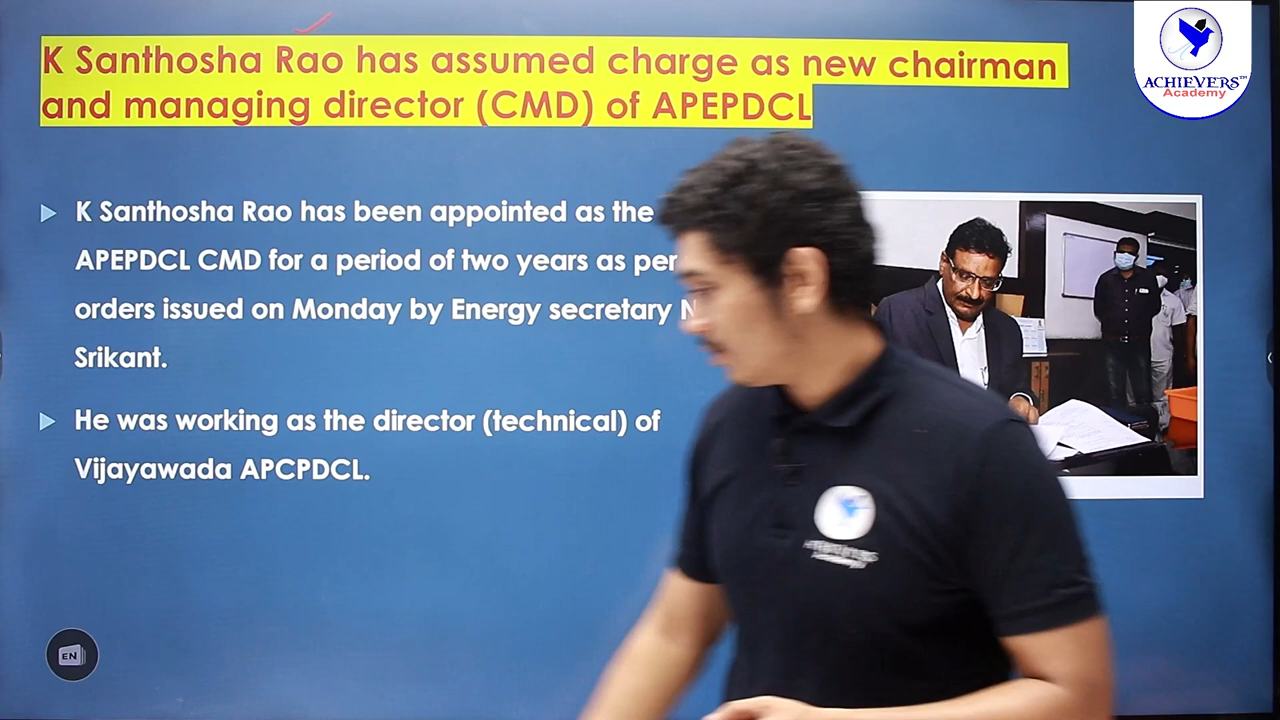 K Santhosha Rao has assumed charge as new chairman
and managing director (CMD) of APEPDCL
ACHIEVERS™
Academy
K Santhosha Rao has been appointed as the
APEPDCL CMD for a period of two years as per
orders issued on Monday by Energy secretary N
Srikant.
He was working as the director (technical) of
Vijayawada APCPDCL.
EN